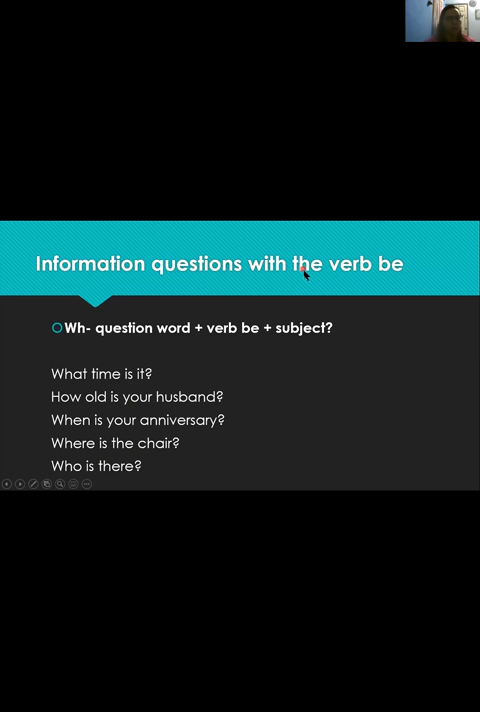 Information questions with the verb be
Wh- question word + verb be + subject?
What time is it?
How old is your husband?
When is your anniversary?
Where is the chair?
Who is there?